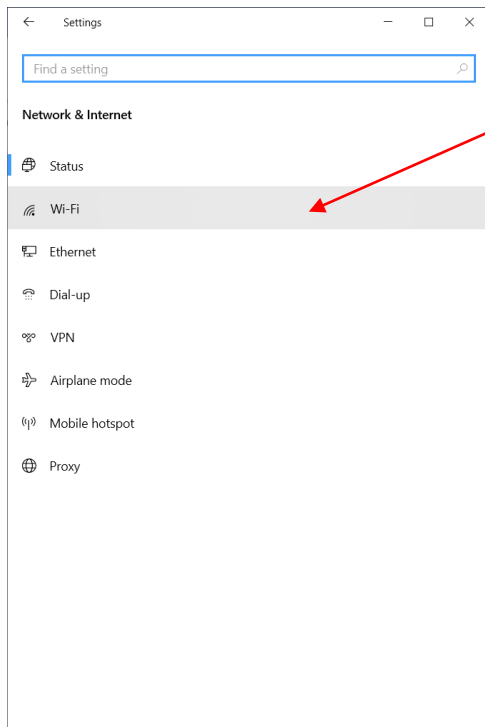 Settings
Find a setting
Network & Internet
Status
Wi-Fi
Ethernet
Dial-up
VPN
Airplane mode
Mobile hotspot
Proxy